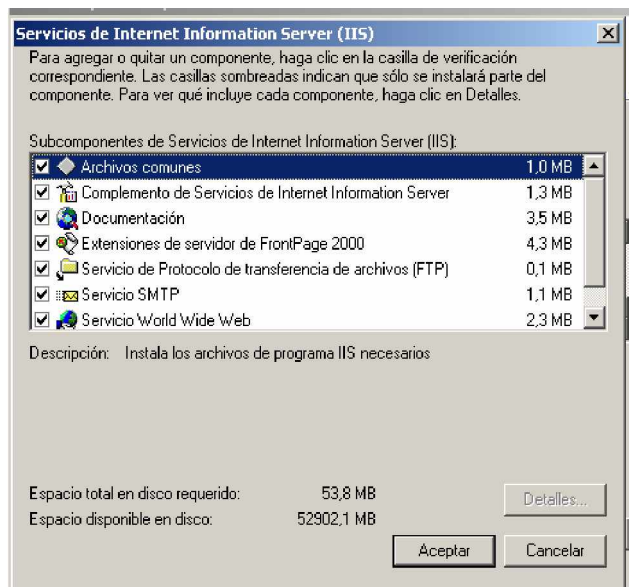 Servicios de Internet Information Server (IIS)
Para agregar o quitar un componente, haga clic en la casilla de verificación
correspondiente. Las casillas sombreadas indican que sólo se instalará parte del
componente. Para ver qué incluye cada componente, haga clic en Detalles.
Subcomponentes de Servicios de Internet Information Server (IIS):
Archivos comunes 1,0 MB
Complemento de Servicios de Internet Information Server 1,3 MB
Documentación 3,5 MB
Extensiones de servidor de FrontPage 2000 4,3 MB
Servicio de Protocolo de transferencia de archivos (FTP) 0,1 MB
Servicio SMTP 1,1 MB
Servicio World Wide Web 2,3 MB
Descripción: Instala los archivos de programa IIS necesarios
Espacio total en disco requerido: 53,8 MB
Espacio disponible en disco: 52902,1 MB
Detalles...
Aceptar Cancelar